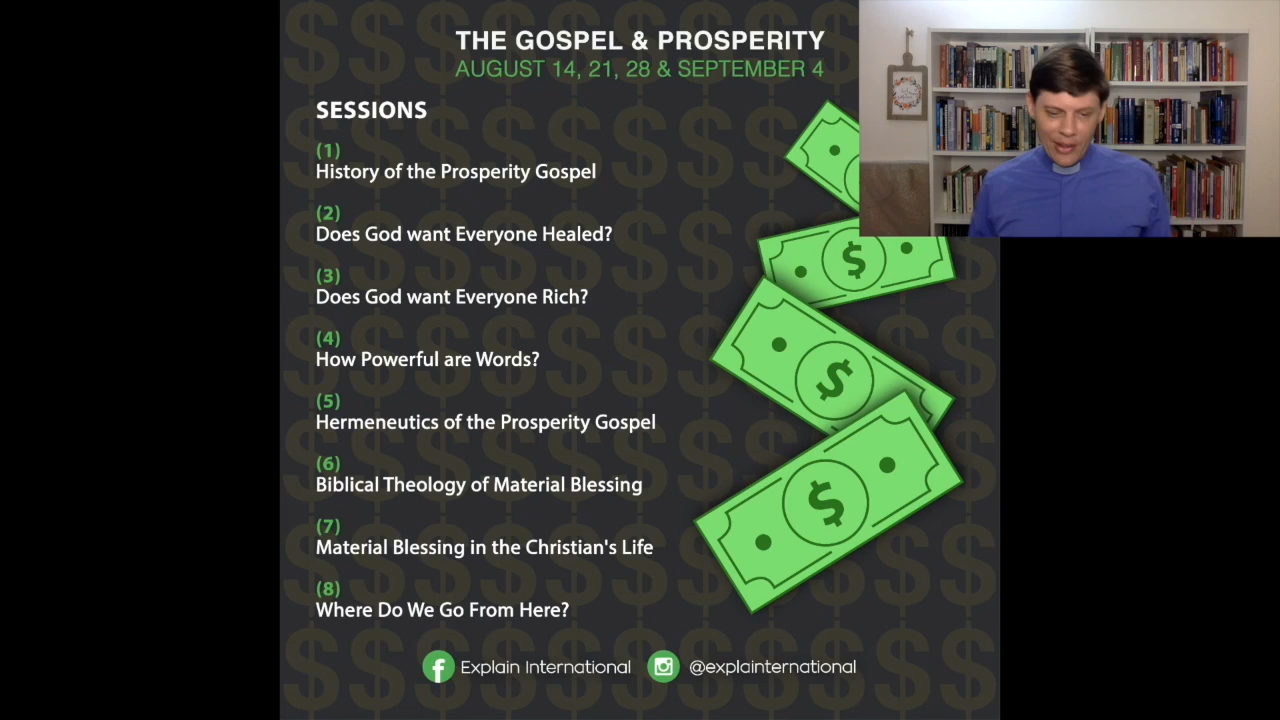 THE GOSPEL & PROSPERITY
AUGUST 14, 21, 28 & SEPTEMBER 4
SESSIONS
(1)
History of the Prosperity Gospel
(2)
Does God want Everyone Healed?
(3)
Does God want Everyone Rich?
(4)
How Powerful are Words?
(5)
Hermeneutics of the Prosperity Gospel
(6)
Biblical Theology of Material Blessing
(7)
Material Blessing in the Christian's Life
(8)
Where Do We Go From Here?
Explain International
@explainternational